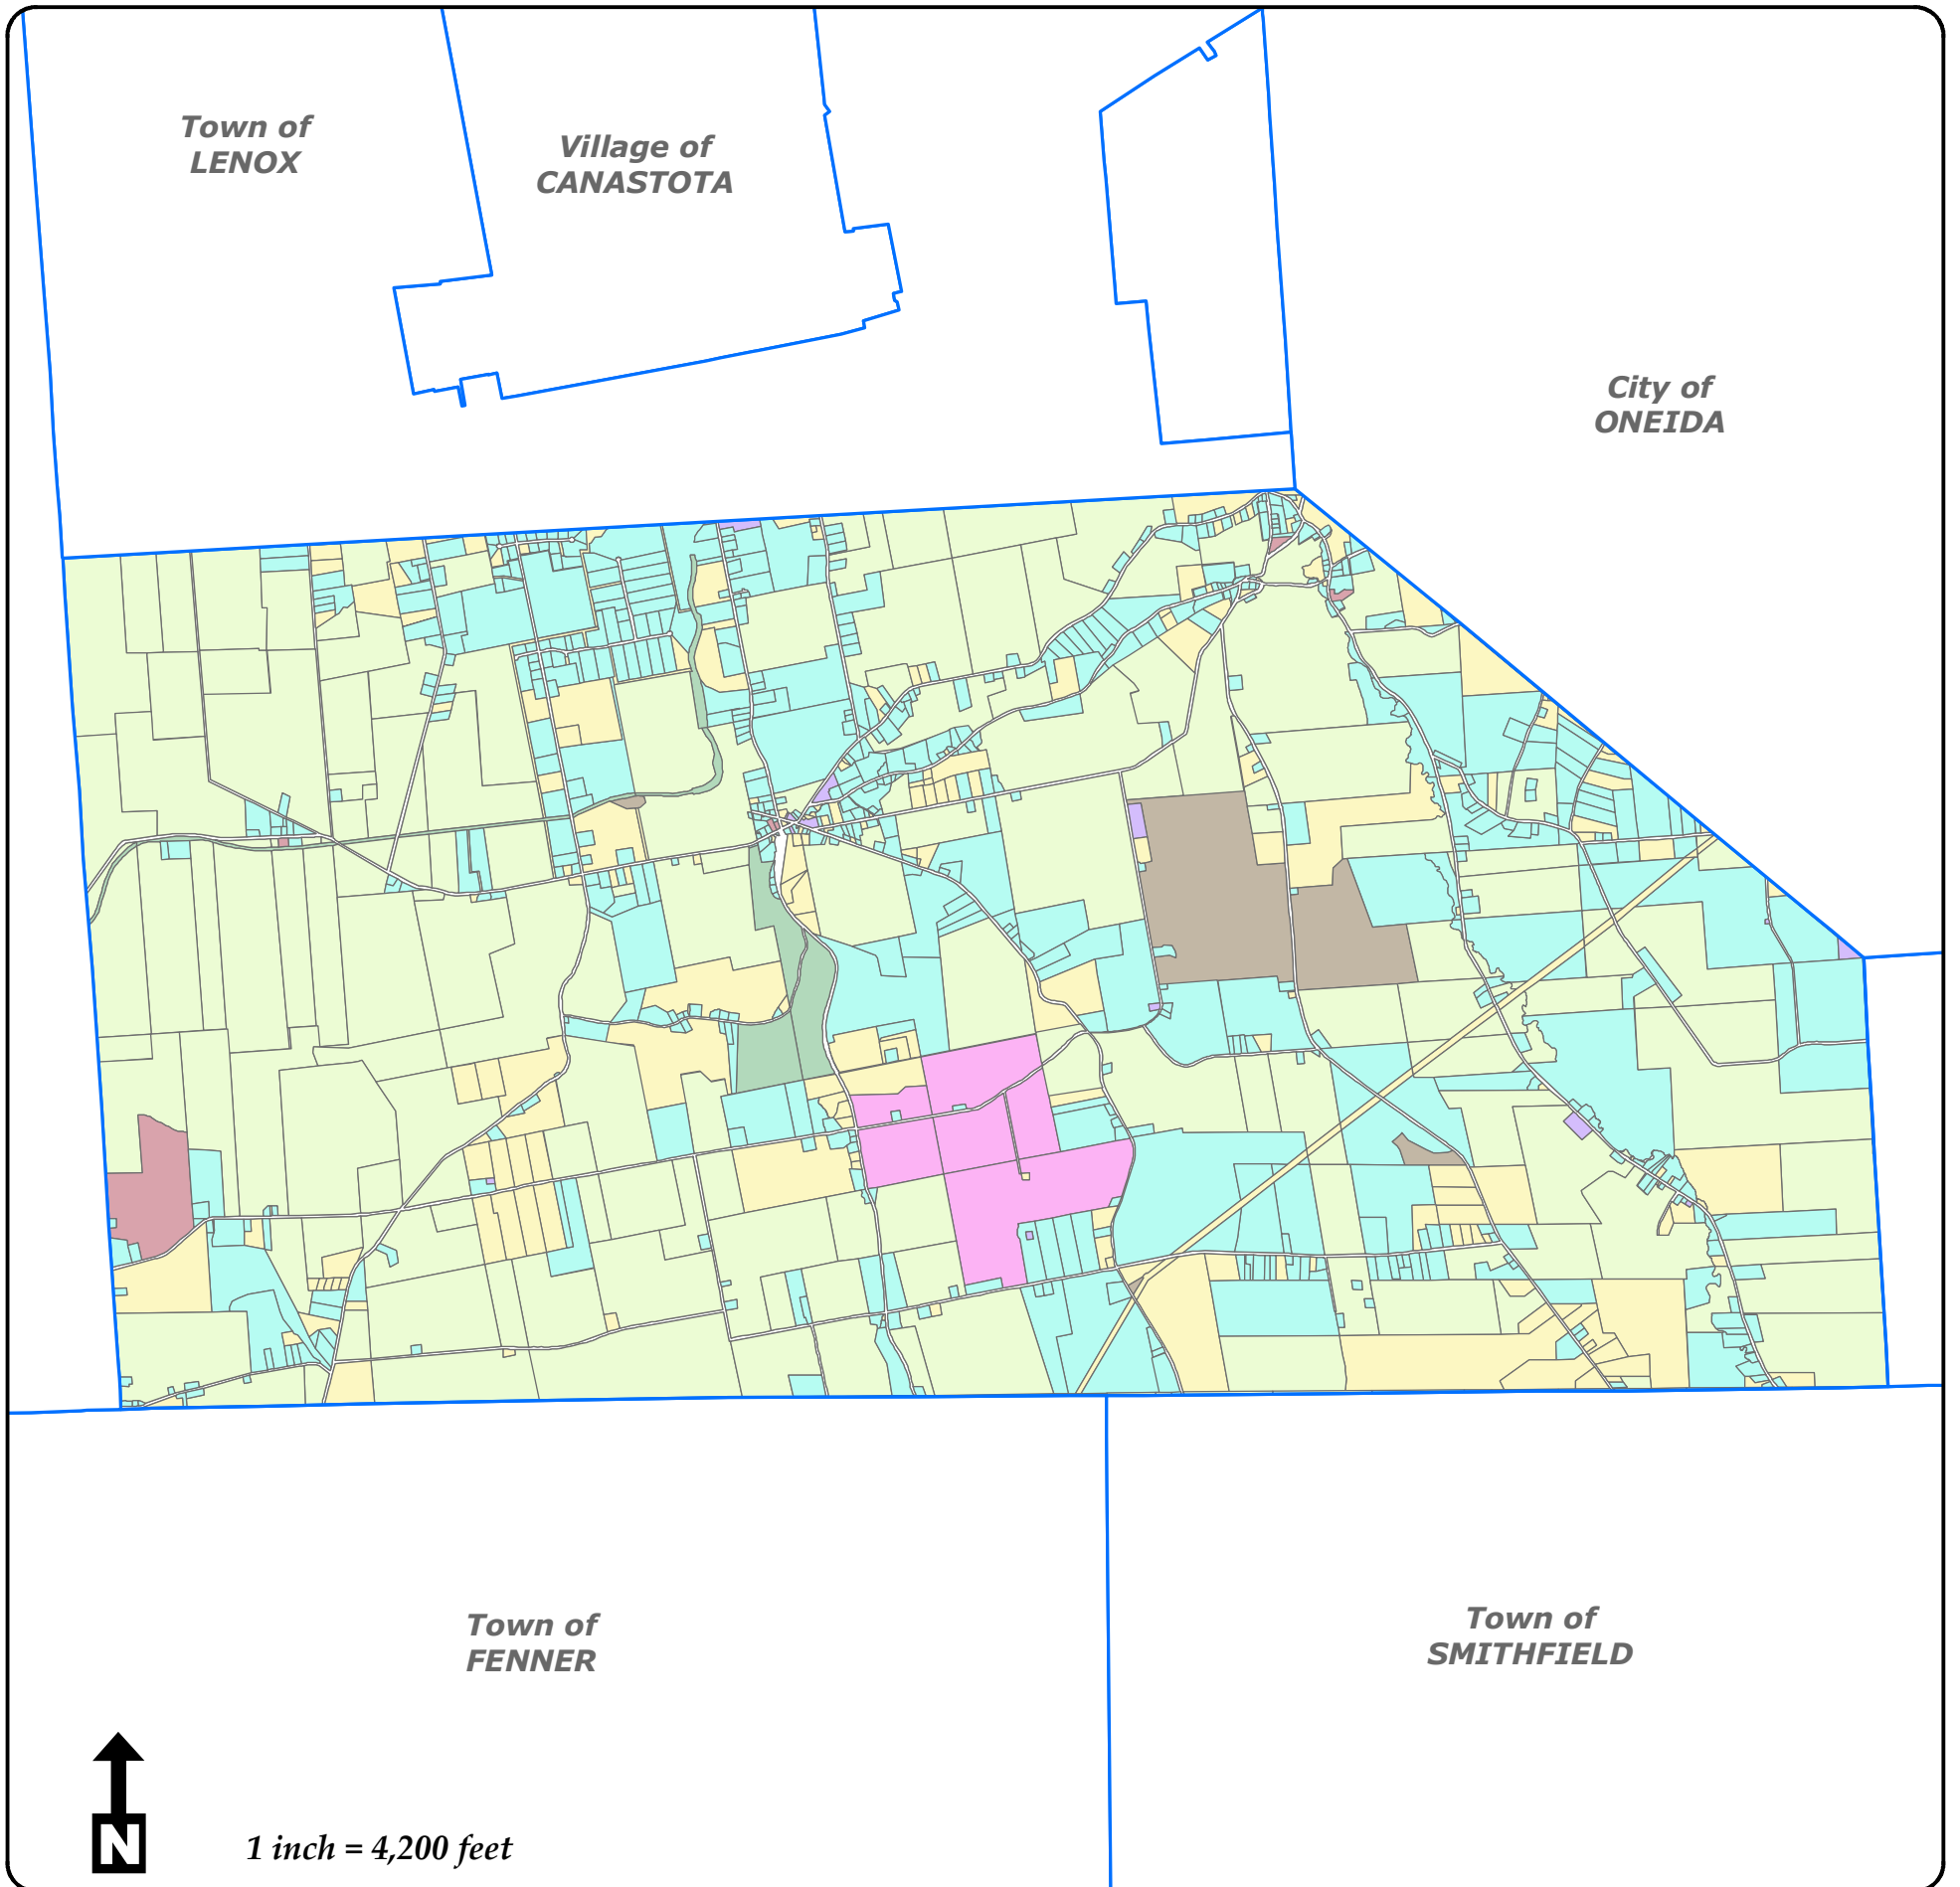 Town of
LENOX
Village of
CANASTOTA
City of
ONEIDA
Town of
FENNER
Town of
SMITHFIELD
N
1 inch = 4,200 feet